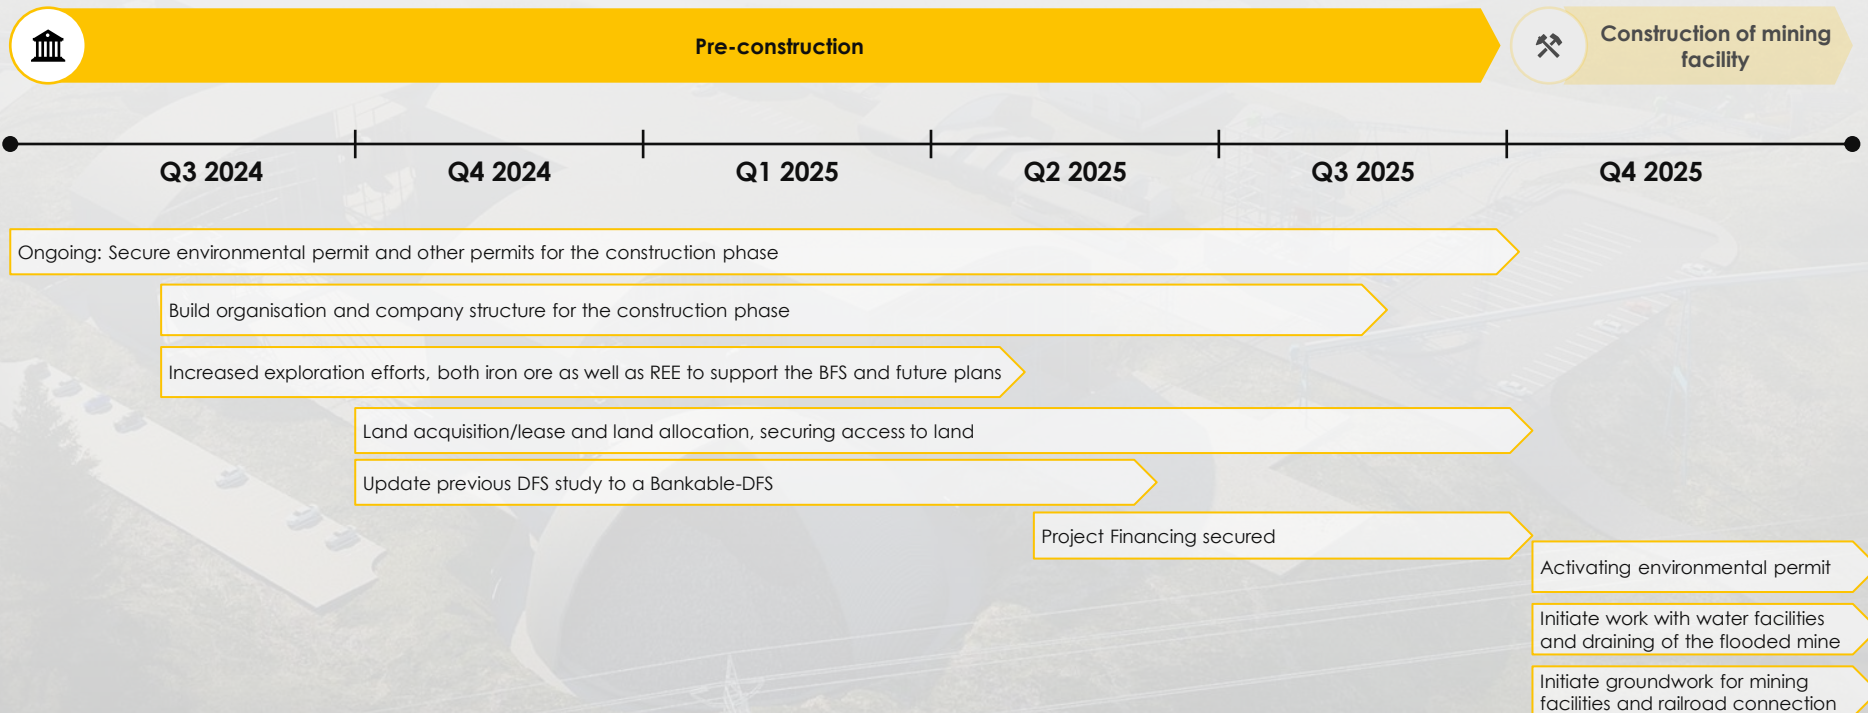 Pre-construction
Construction of mining
facility
Q3 2024
Q4 2024
Q1 2025
Q2 2025
Q3 2025
Q4 2025
Ongoing: Secure environmental permit and other permits for the construction phase
Build organisation and company structure for the construction phase
Increased exploration efforts, both iron ore as well as REE to support the BFS and future plans
Land acquisition/lease and land allocation, securing access to land
Update previous DFS study to a Bankable-DFS
Project Financing secured
Activating environmental permit
Initiate work with water facilities
and draining of the flooded mine
Initiate groundwork for mining
facilities and railroad connection